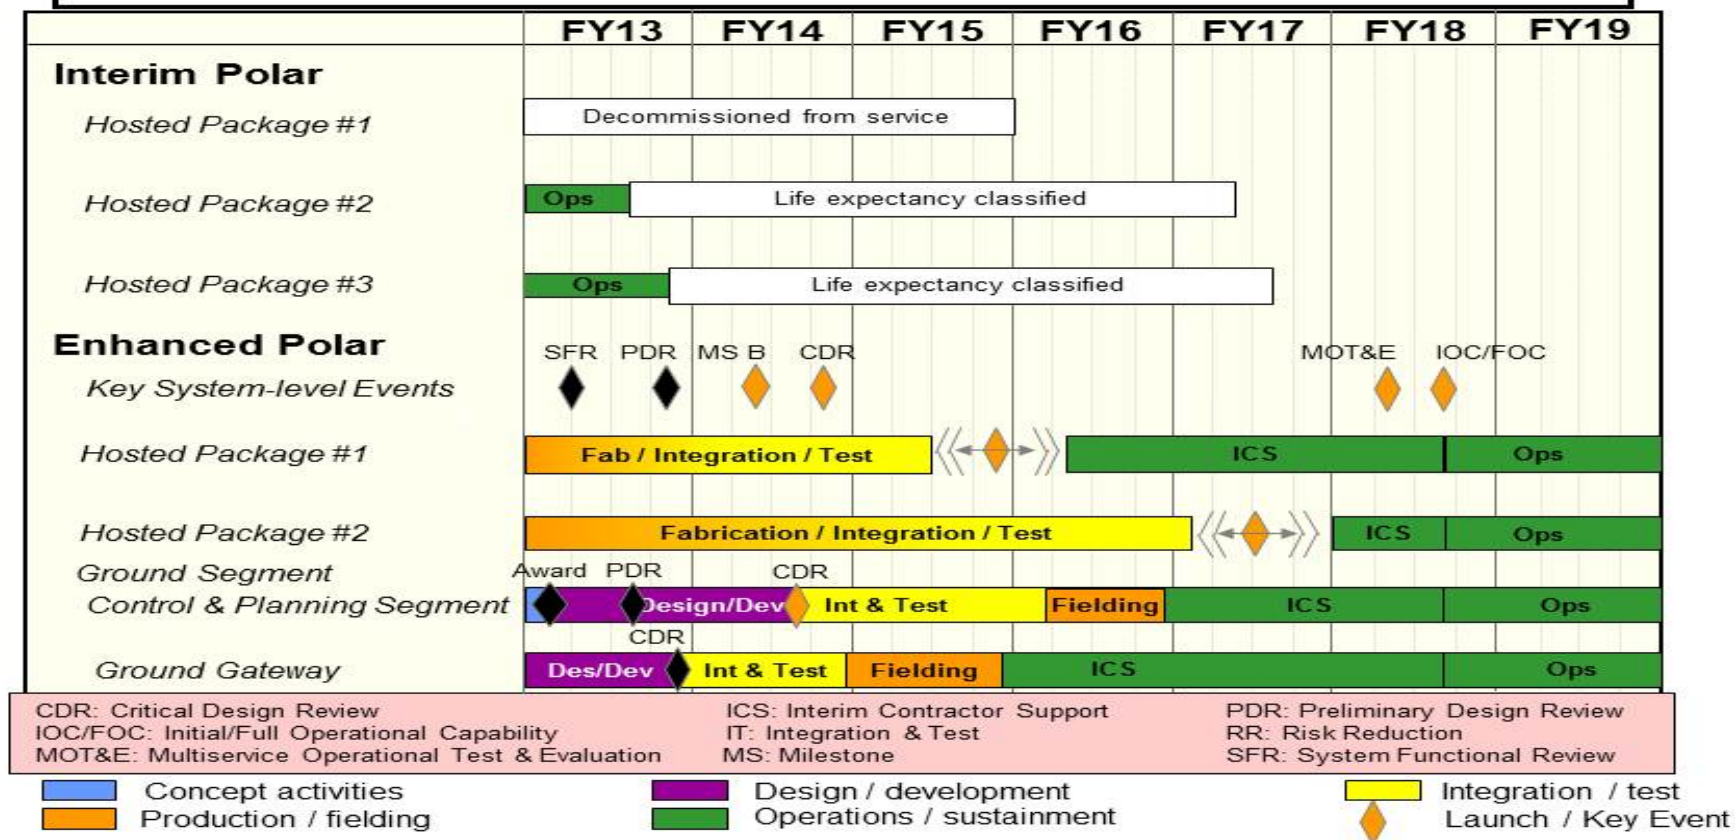 FY13 FY14 FY15 FY16 FY17 FY18 FY19
Interim Polar
Hosted Package #1 Decommissioned from service
Hosted Package #2 Ops Life expectancy classified
Hosted Package #3 Ops Life expectancy classified
Enhanced Polar
SFR PDR MS B CDR MOT&E IOC/FOC
Key System-level Events
Hosted Package #1 Fab / Integration / Test ICS Ops
Hosted Package #2 Fabrication / Integration / Test ICS Ops
Ground Segment Award PDR CDR
Control & Planning Segment Design/Dev Int & Test Fielding ICS Ops
CDR
Ground Gateway Des/Dev Int & Test Fielding ICS Ops
CDR: Critical Design Review ICS: Interim Contractor Support PDR: Preliminary Design Review
IOC/FOC: Initial/Full Operational Capability IT: Integration & Test RR: Risk Reduction
MOT&E: Multiservice Operational Test & Evaluation MS: Milestone SFR: System Functional Review
Concept activities Design / development Integration / test
Production / fielding Operations / sustainment Launch / Key Event